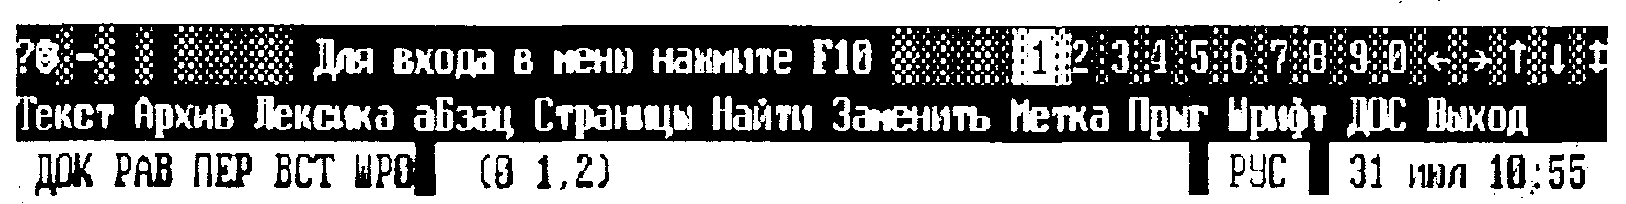 ?☻ - Для входа в меню нажмите F10 1 2 3 4 5 6 7 8 9 0 ← → ↑ ↓ ↕
Текст Архив Лексика аБзац Страницы Найти Заменить Метка Прыг Шрифт ДОС Выход
ДОК РАВ ПЕР ВСТ ШР0 (0 1,2) РУС 31 июл 10:55